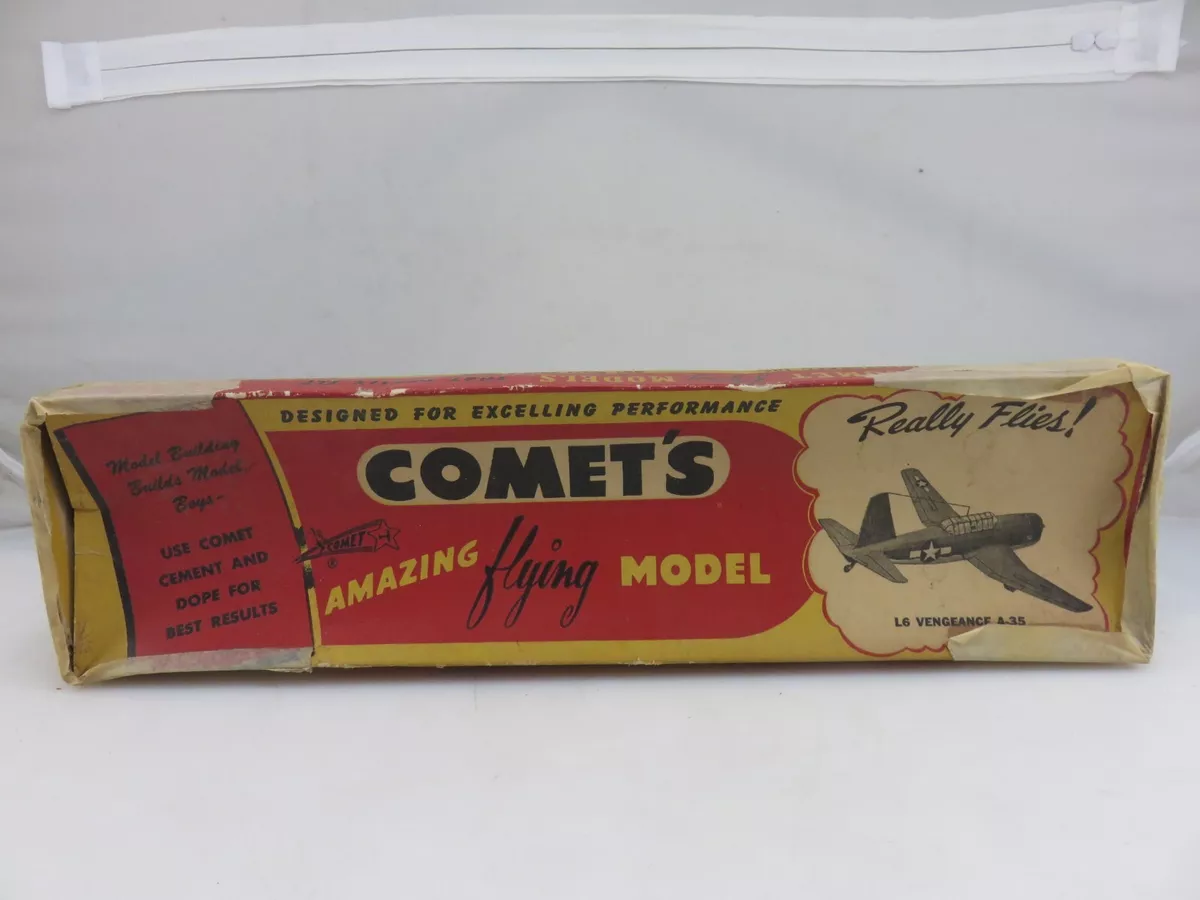 MODELS
Model Building
Builds Model
Boys-
USE COMET
CEMENT AND
DOPE FOR
BEST RESULTS
DESIGNED FOR EXCELLING PERFORMANCE
COMET'S
COMET
®
AMAZING flying MODEL
Really Flies!
L6 VENGEANCE A-35